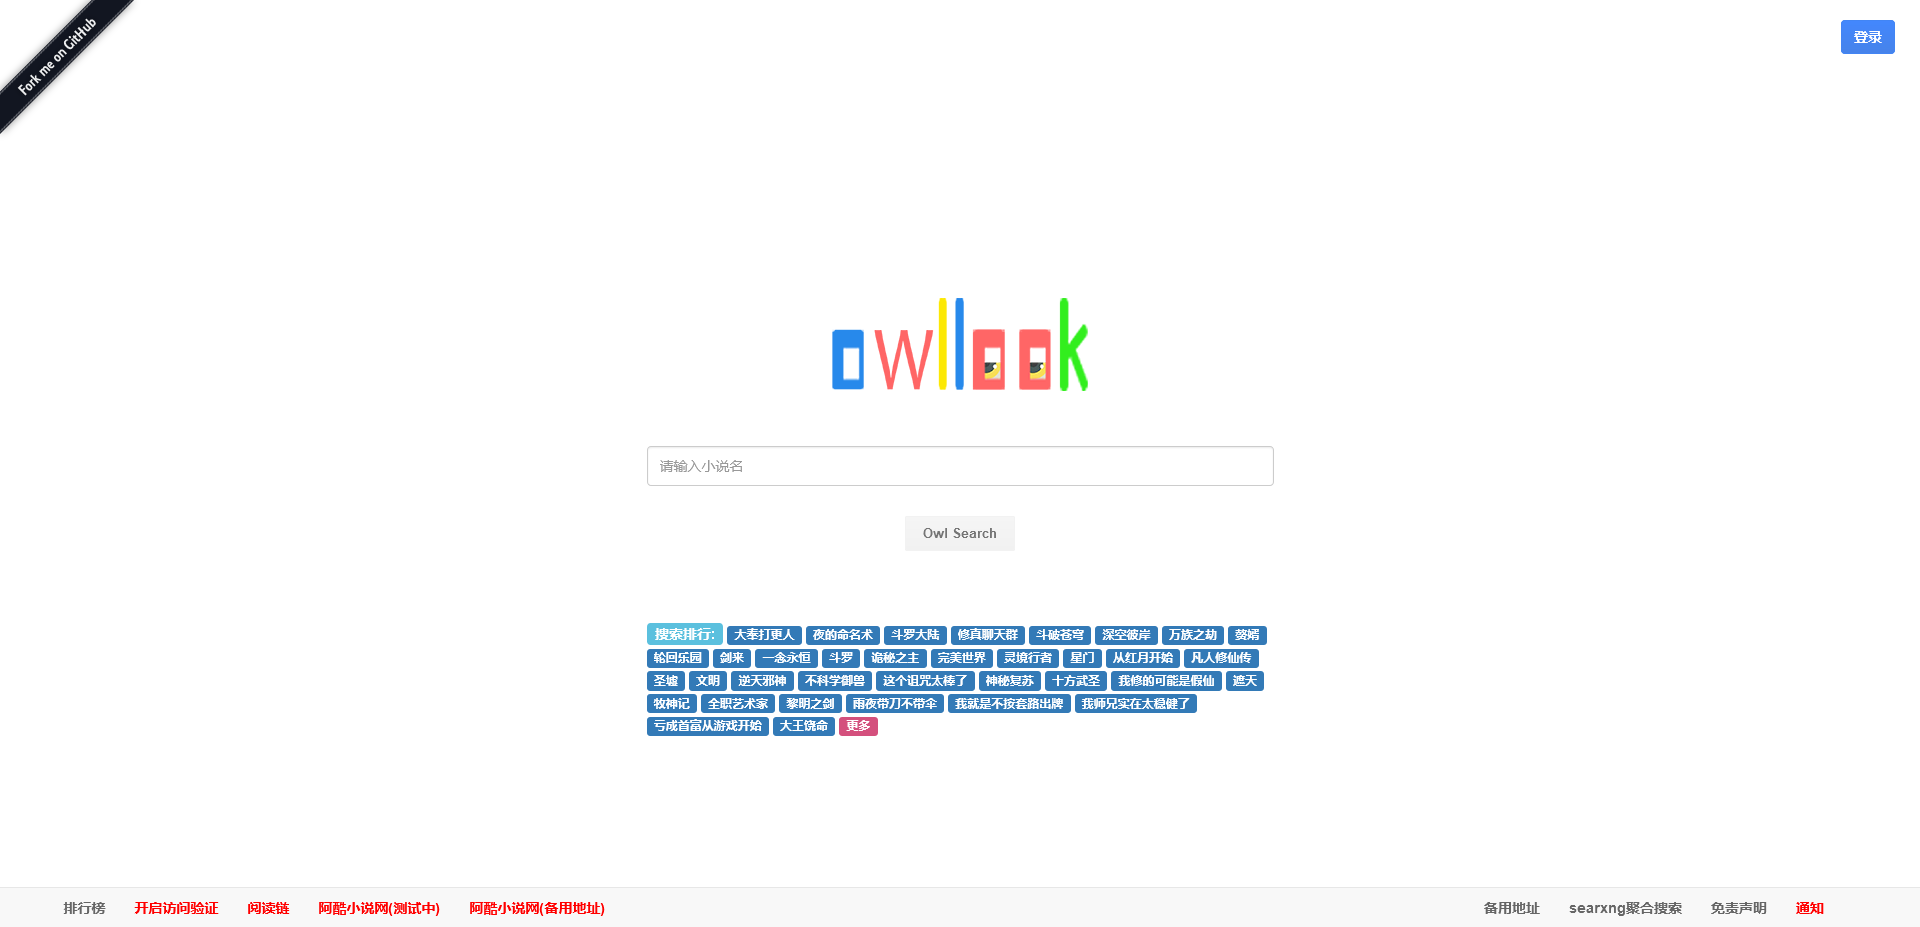 Fork me on GitHub
登录
owllook
请输入小说名
Owl Search
搜索排行: 大奉打更人 夜的命名术 斗罗大陆 修真聊天群 斗破苍穹 深空彼岸 万族之劫 赘婿
轮回乐园 剑来 一念永恒 斗罗 诡秘之主 完美世界 灵境行者 星门 从红月开始 凡人修仙传
圣墟 文明 逆天邪神 不科学御兽 这个诅咒太棒了 神秘复苏 十方武圣 我修的可能是假仙 遮天
牧神记 全职艺术家 黎明之剑 雨夜带刀不带伞 我就是不按套路出牌 我师兄实在太稳健了
亏成首富从游戏开始 大王饶命 更多
排行榜 开启访问验证 阅读链 阿酷小说网(测试中) 阿酷小说网(备用地址) 备用地址 searxng聚合搜索 免责声明 通知